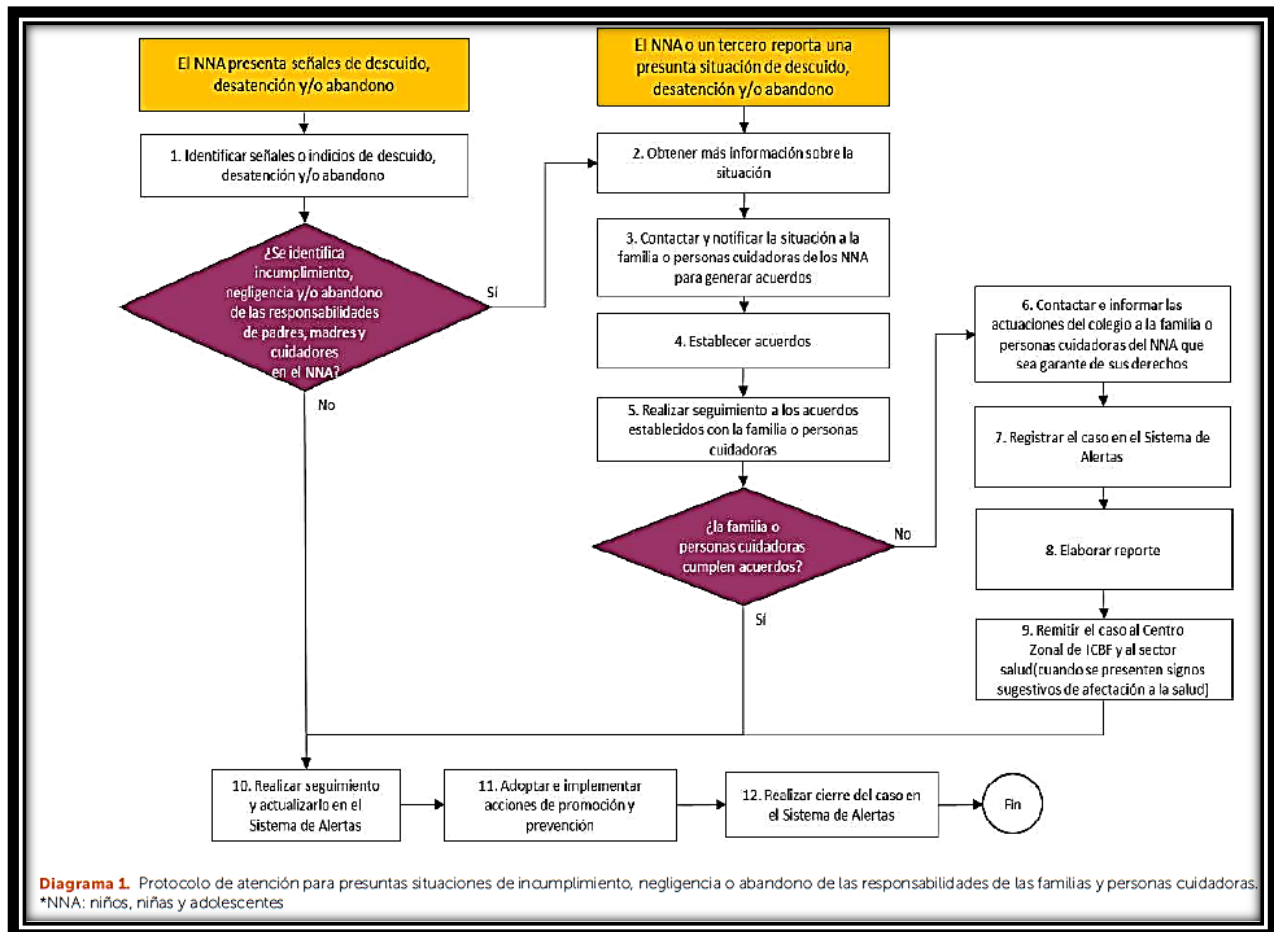 El NNA presenta señales de descuido,
desatención y/o abandono
El NNA o un tercero reporta una
presunta situación de descuido,
desatención y/o abandono
1. Identificar señales o indicios de descuido,
desatención y/o abandono
2. Obtener más información sobre la
situación
¿Se identifica
incumplimiento,
negligencia y/o abandono
de las responsabilidades
de padres, madres y
cuidadores
en el NNA?
Sí
No
3. Contactar y notificar la situación a la
familia o personas cuidadoras de los NNA
para generar acuerdos
4. Establecer acuerdos
5. Realizar seguimiento a los acuerdos
establecidos con la familia o personas
cuidadoras
¿la familia o
personas cuidadoras
cumplen acuerdos?
No
Sí
6. Contactar e informar las
actuaciones del colegio a la familia o
personas cuidadoras del NNA que
sea garante de sus derechos
7. Registrar el caso en el Sistema de
Alertas
8. Elaborar reporte
9. Remitir el caso al Centro
Zonal de ICBF y al sector
salud(cuando se presenten signos
sugestivos de afectación a la salud)
10. Realizar seguimiento
y actualizarlo en el
Sistema de Alertas
11. Adoptar e implementar
acciones de promoción y
prevención
12. Realizar cierre del caso en
el Sistema de Alertas
Fin
Diagrama 1. Protocolo de atención para presuntas situaciones de incumplimiento, negligencia o abandono de las responsabilidades de las familias y personas cuidadoras.
*NNA: niños, niñas y adolescentes